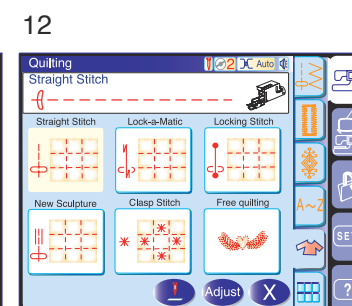 12
Quilting 2 Auto
Straight Stitch
Straight Stitch Lock-a-Matic Locking Stitch
New Sculpture Clasp Stitch Free quilting
A~Z
SE
Adjust X
?